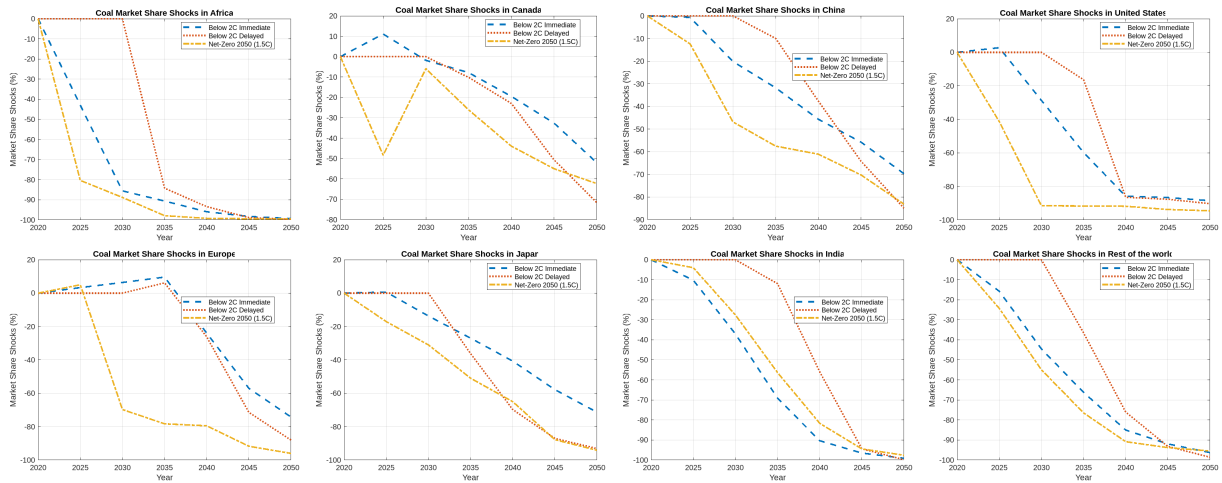 Coal Market Share Shocks in Africa
Market Share Shocks (%)
0
-10
-20
-30
-40
-50
-60
-70
-80
-90
-100
2020 2025 2030 2035 2040 2045 2050
Year
Below 2C Immediate
Below 2C Delayed
Net-Zero 2050 (1.5C)
Coal Market Share Shocks in Canada
Market Share Shocks (%)
20
10
0
-10
-20
-30
-40
-50
-60
-70
-80
2020 2025 2030 2035 2040 2045 2050
Year
Below 2C Immediate
Below 2C Delayed
Net-Zero 2050 (1.5C)
Coal Market Share Shocks in China
Market Share Shocks (%)
0
-10
-20
-30
-40
-50
-60
-70
-80
-90
2020 2025 2030 2035 2040 2045 2050
Year
Below 2C Immediate
Below 2C Delayed
Net-Zero 2050 (1.5C)
Coal Market Share Shocks in United States
Market Share Shocks (%)
20
0
-20
-40
-60
-80
-100
2020 2025 2030 2035 2040 2045 2050
Year
Below 2C Immediate
Below 2C Delayed
Net-Zero 2050 (1.5C)
Coal Market Share Shocks in Europe
Market Share Shocks (%)
20
0
-20
-40
-60
-80
-100
2020 2025 2030 2035 2040 2045 2050
Year
Below 2C Immediate
Below 2C Delayed
Net-Zero 2050 (1.5C)
Coal Market Share Shocks in Japan
Market Share Shocks (%)
20
0
-20
-40
-60
-80
-100
2020 2025 2030 2035 2040 2045 2050
Year
Below 2C Immediate
Below 2C Delayed
Net-Zero 2050 (1.5C)
Coal Market Share Shocks in India
Market Share Shocks (%)
0
-10
-20
-30
-40
-50
-60
-70
-80
-90
-100
2020 2025 2030 2035 2040 2045 2050
Year
Below 2C Immediate
Below 2C Delayed
Net-Zero 2050 (1.5C)
Coal Market Share Shocks in Rest of the world
Market Share Shocks (%)
0
-10
-20
-30
-40
-50
-60
-70
-80
-90
-100
2020 2025 2030 2035 2040 2045 2050
Year
Below 2C Immediate
Below 2C Delayed
Net-Zero 2050 (1.5C)